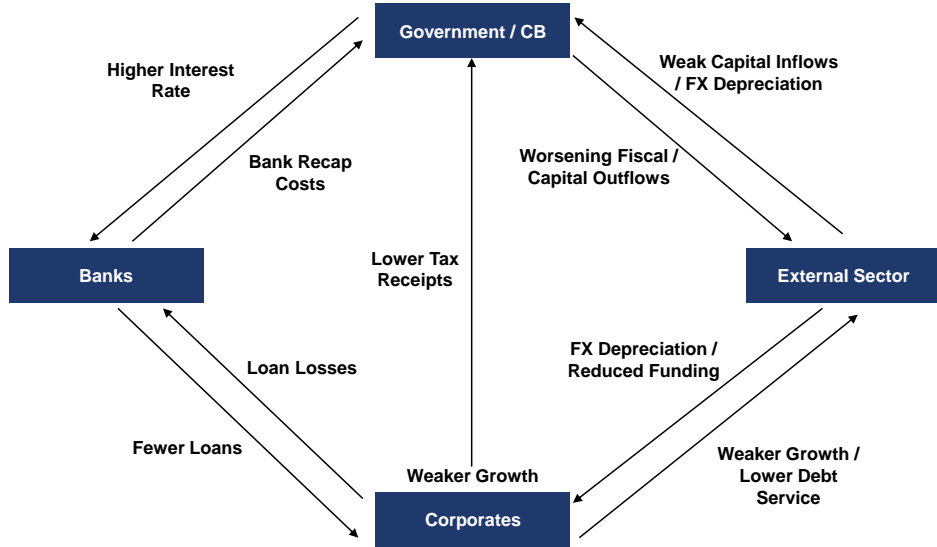 Government / CB
Higher Interest
Rate
Weak Capital Inflows
/ FX Depreciation
Bank Recap
Costs
Worsening Fiscal /
Capital Outflows
Banks
Lower Tax
Receipts
External Sector
Loan Losses
FX Depreciation /
Reduced Funding
Fewer Loans
Weaker Growth
Weaker Growth /
Lower Debt
Service
Corporates